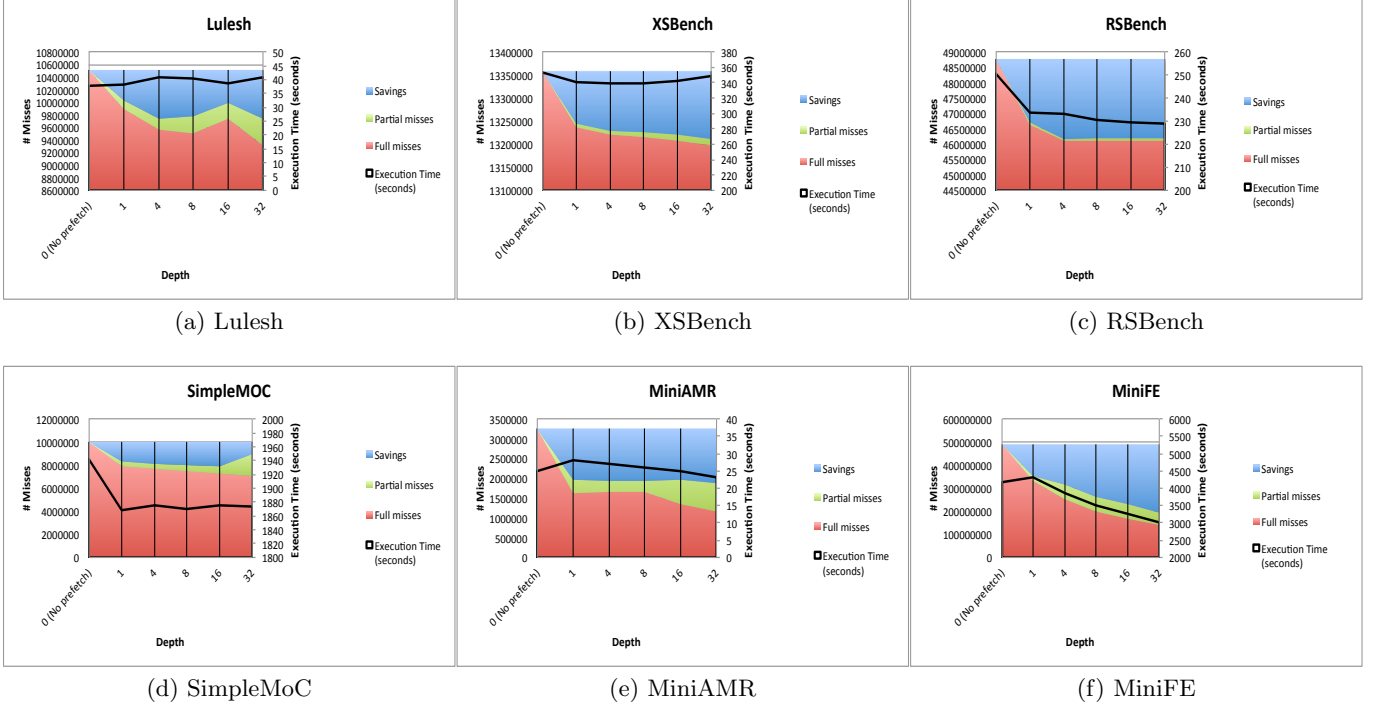 Lulesh
10800000
10600000
10400000
10200000
10000000
9800000
9600000
9400000
9200000
9000000
8800000
8600000
# Misses
50
45
40
35
30
25
20
15
10
5
0
Execution Time (seconds)
0 (No prefetch)
1
4
8
16
32
Depth
Savings
Partial misses
Full misses
Execution Time
(seconds)
(a) Lulesh
XSBench
13400000
13350000
13300000
13250000
13200000
13150000
13100000
# Misses
380
360
340
320
300
280
260
240
220
200
Execution Time (seconds)
0 (No prefetch)
1
4
8
16
32
Depth
Savings
Partial misses
Full misses
Execution Time
(seconds)
(b) XSBench
RSBench
49000000
48500000
48000000
47500000
47000000
46500000
46000000
45500000
45000000
44500000
# Misses
260
250
240
230
220
210
200
Execution Time (seconds)
0 (No prefetch)
1
4
8
16
32
Depth
Savings
Partial misses
Full misses
Execution Time
(seconds)
(c) RSBench
SimpleMOC
12000000
10000000
8000000
6000000
4000000
2000000
0
# Misses
2000
1980
1960
1940
1920
1900
1880
1860
1840
1820
1800
Execution Time (seconds)
0 (No prefetch)
1
4
8
16
32
Depth
Savings
Partial misses
Full misses
Execution Time
(seconds)
(d) SimpleMoC
MiniAMR
3500000
3000000
2500000
2000000
1500000
1000000
500000
0
# Misses
40
35
30
25
20
15
10
5
0
Execution Time (seconds)
0 (No prefetch)
1
4
8
16
32
Depth
Savings
Partial misses
Full misses
Execution Time
(seconds)
(e) MiniAMR
MiniFE
600000000
500000000
400000000
300000000
200000000
100000000
0
# Misses
6000
5500
5000
4500
4000
3500
3000
2500
2000
Execution Time (seconds)
0 (No prefetch)
1
4
8
16
32
Depth
Savings
Partial misses
Full misses
Execution Time
(seconds)
(f) MiniFE